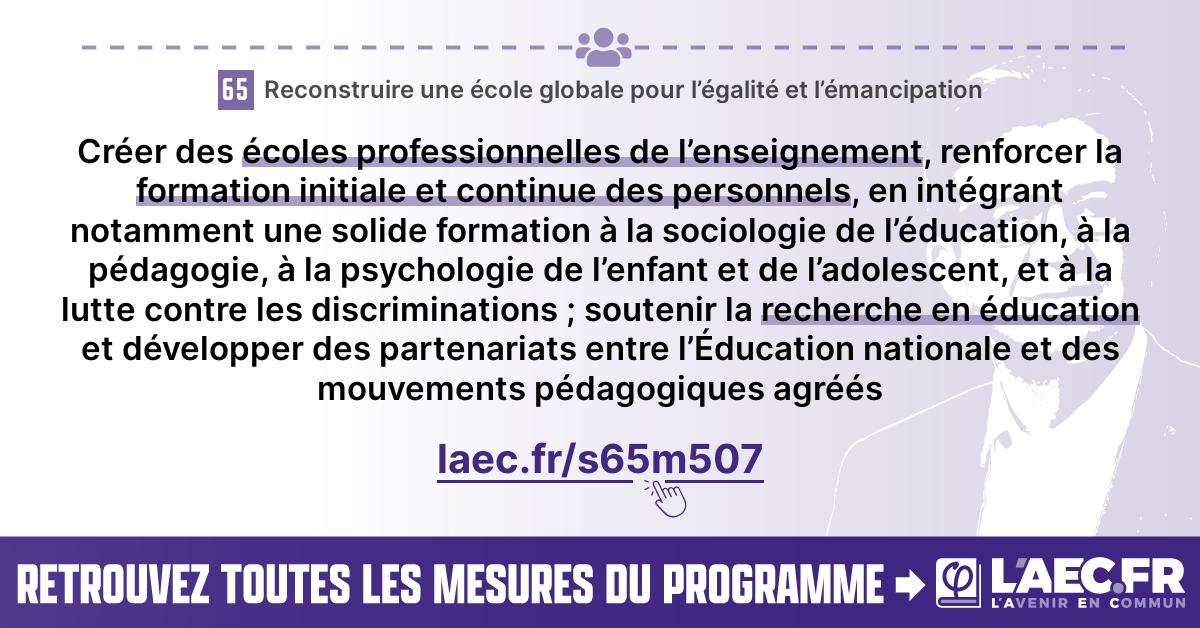 65 Reconstruire une école globale pour l’égalité et l’émancipation
Créer des écoles professionnelles de l’enseignement, renforcer la
formation initiale et continue des personnels, en intégrant
notamment une solide formation à la sociologie de l’éducation, à la
pédagogie, à la psychologie de l’enfant et de l’adolescent, et à la
lutte contre les discriminations ; soutenir la recherche en éducation
et développer des partenariats entre l’Éducation nationale et des
mouvements pédagogiques agréés
laec.fr/s65m507
RETROUVEZ TOUTES LES MESURES DU PROGRAMME
φ L’AEC.FR
L’AVENIR EN COMMUN